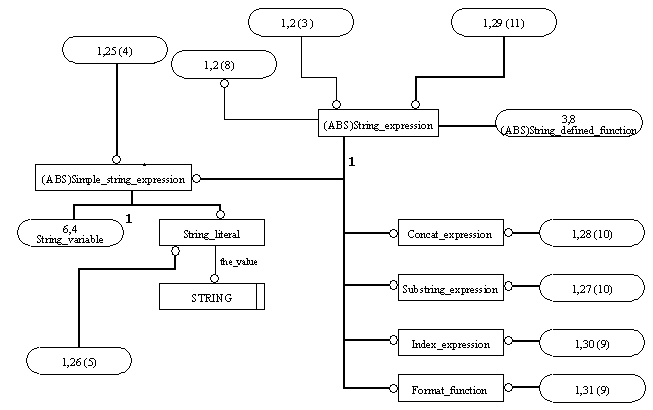 1,2 (3)
1,29 (11)
1,25 (4)
1,2 (8)
(ABS)String_expression
3,8
(ABS)String_defined_function
1
(ABS)Simple_string_expression
1
6,4
String_variable
String_literal
the_value
STRING
1,26 (5)
Concat_expression
1,28 (10)
Substring_expression
1,27 (10)
Index_expression
1,30 (9)
Format_function
1,31 (9)